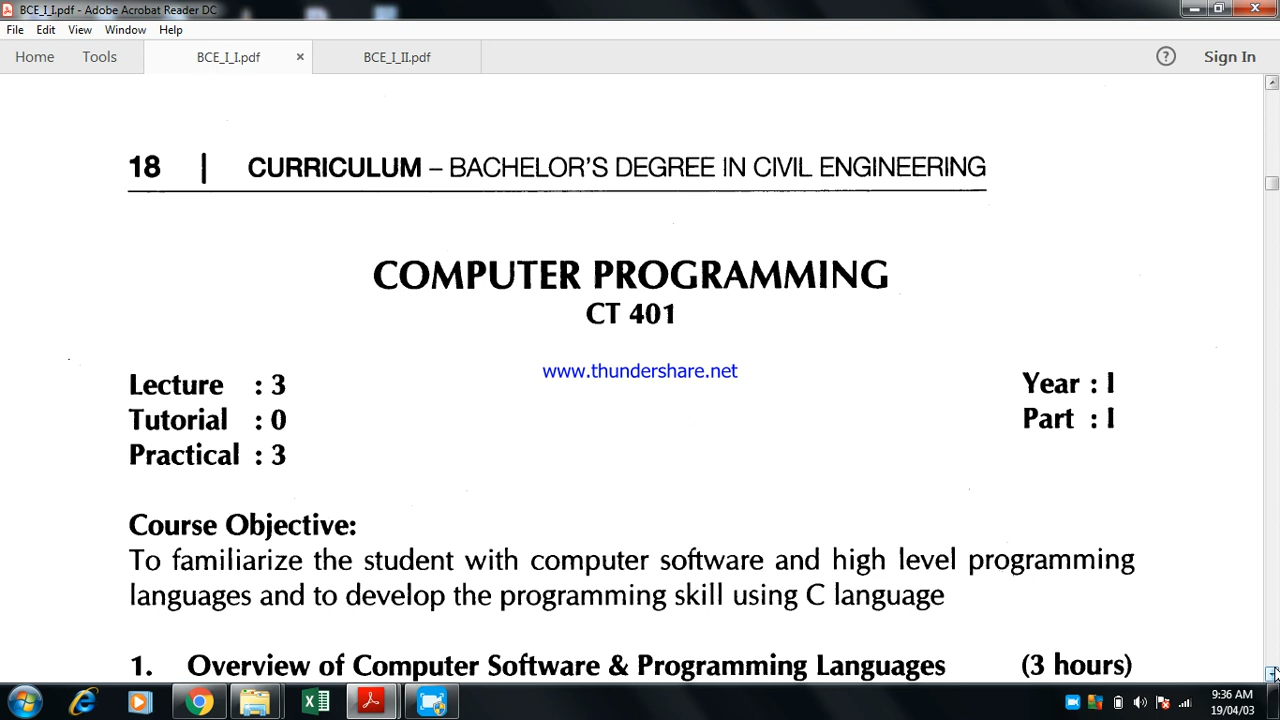 BCE_I_I.pdf - Adobe Acrobat Reader DC
File Edit View Window Help
Home Tools BCE_I_I.pdf × BCE_I_II.pdf ? Sign In
18 | CURRICULUM – BACHELOR'S DEGREE IN CIVIL ENGINEERING
COMPUTER PROGRAMMING
CT 401
www.thundershare.net
Lecture : 3 Year : I
Tutorial : 0 Part : I
Practical : 3
Course Objective:
To familiarize the student with computer software and high level programming
languages and to develop the programming skill using C language
1. Overview of Computer Software & Programming Languages (3 hours)
9:36 AM
19/04/03